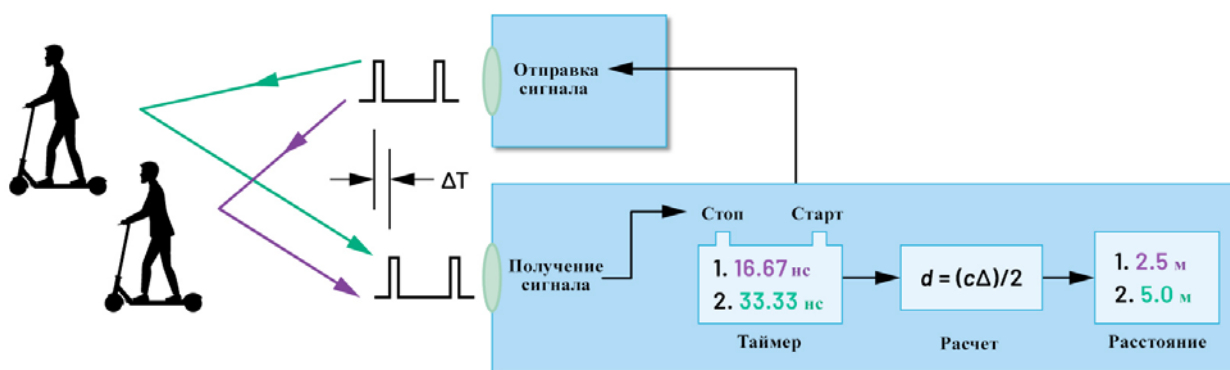 Отправка
сигнала
ΔT
Стоп
Старт
Получение
сигнала
1. 16.67 нс
2. 33.33 нс
d = (cΔ)/2
1. 2.5 м
2. 5.0 м
Таймер
Расчет
Расстояние